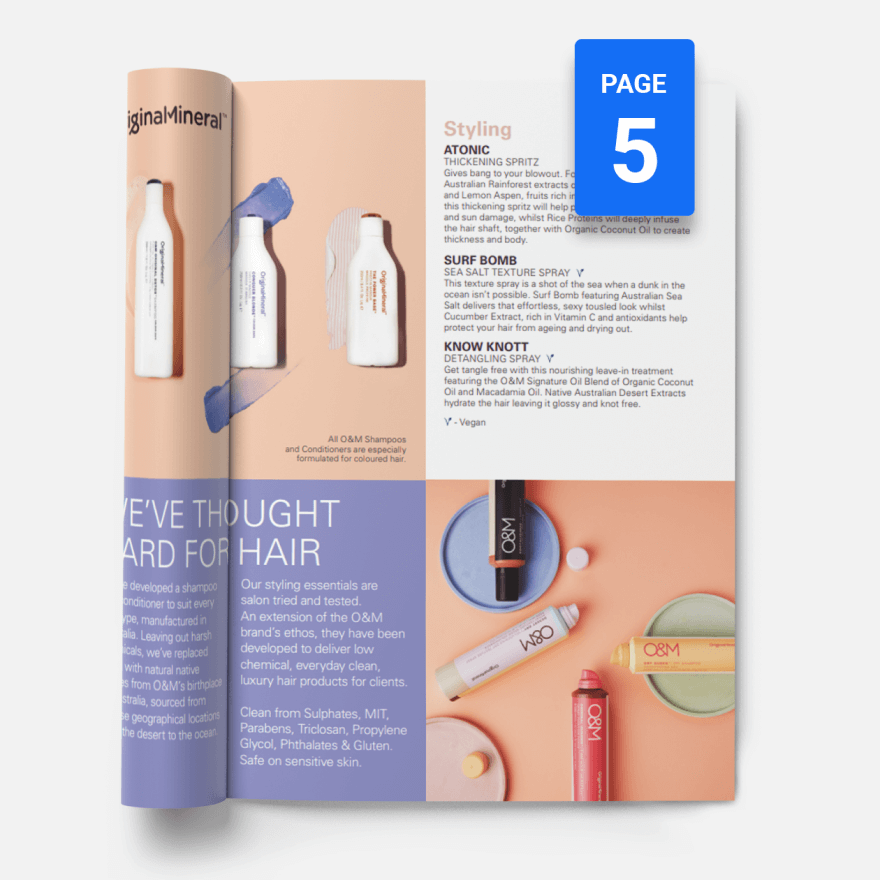 iginalMineral™
OriginalMineral
OriginalMineral™
OriginalMineral™
THE POWER BASE™
All O&M Shampoos
and Conditioners are especially
formulated for coloured hair.
E'VE THOUGHT
ARD FOR HAIR
e developed a shampoo
onditioner to suit every
ype, manufactured in
alia. Leaving out harsh
icals, we've replaced
with natural native
es from O&M's birthplace
stralia, sourced from
se geographical locations
the desert to the ocean.
Our styling essentials are
salon tried and tested.
An extension of the O&M
brand's ethos, they have been
developed to deliver low
chemical, everyday clean,
luxury hair products for clients.
Clean from Sulphates, MIT,
Parabens, Triclosan, Propylene
Glycol, Phthalates & Gluten.
Safe on sensitive skin.
PAGE
5
Styling
ATONIC
THICKENING SPRITZ
Gives bang to your blowout. Fo
Australian Rainforest extracts
and Lemon Aspen, fruits rich in
this thickening spritz will help
and sun damage, whilst Rice Proteins will deeply infuse
the hair shaft, together with Organic Coconut Oil to create
thickness and body.
SURF BOMB
SEA SALT TEXTURE SPRAY V
This texture spray is a shot of the sea when a dunk in the
ocean isn't possible. Surf Bomb featuring Australian Sea
Salt delivers that effortless, sexy tousled look whilst
Cucumber Extract, rich in Vitamin C and antioxidants help
protect your hair from ageing and drying out.
KNOW KNOTT
DETANGLING SPRAY V
Get tangle free with this nourishing leave-in treatment
featuring the O&M Signature Oil Blend of Organic Coconut
Oil and Macadamia Oil. Native Australian Desert Extracts
hydrate the hair leaving it glossy and knot free.
V - Vegan
O&M
O&M
OriginalMineral
O&M
O&M